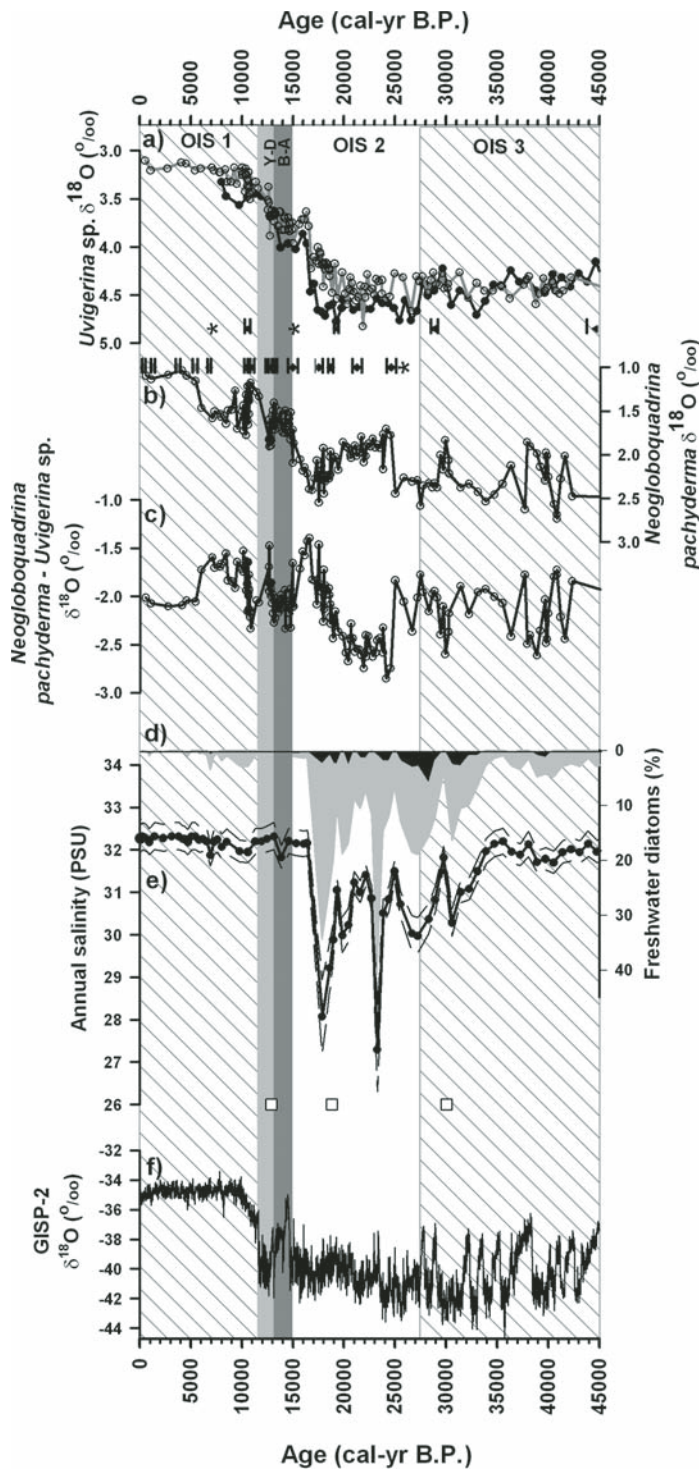 Age (cal-yr B.P.)
0 5000 10000 15000 20000 25000 30000 35000 40000 45000
a) OIS 1 Y-D B-A OIS 2 OIS 3
Uvigerina sp. δ18O (o/oo)
3.0
3.5
4.0
4.5
5.0
b)
1.0
1.5
2.0
2.5
3.0
Neogloboquadrina
pachyderma δ18O (o/oo)
c)
Neogloboquadrina
pachyderma - Uvigerina sp.
δ18O (o/oo)
-1.0
-1.5
-2.0
-2.5
-3.0
d)
0
10
20
30
40
Freshwater diatoms (%)
e)
Annual salinity (PSU)
34
33
32
31
30
29
28
27
26
f)
GISP-2
δ18O (o/oo)
-32
-34
-36
-38
-40
-42
-44
0 5000 10000 15000 20000 25000 30000 35000 40000 45000
Age (cal-yr B.P.)